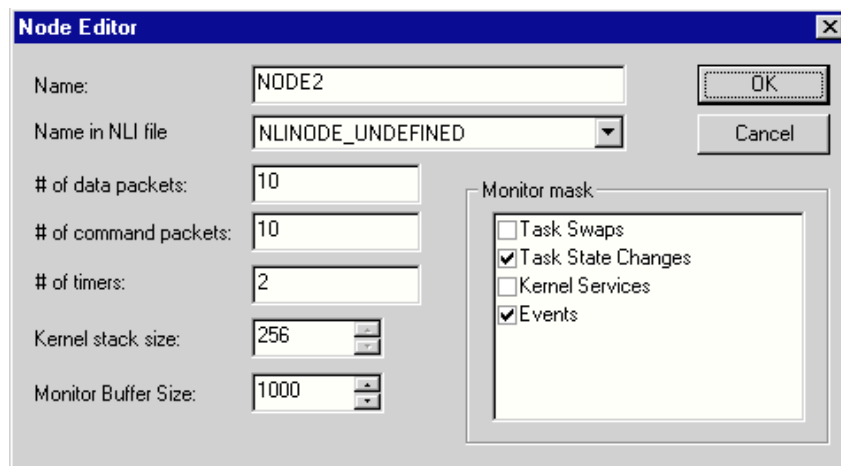 Node Editor
Name:
NODE2
OK
Name in NLI file
NLINODE_UNDEFINED
Cancel
# of data packets:
10
# of command packets:
10
# of timers:
2
Kernel stack size:
256
Monitor Buffer Size:
1000
Monitor mask
Task Swaps
Task State Changes
Kernel Services
Events